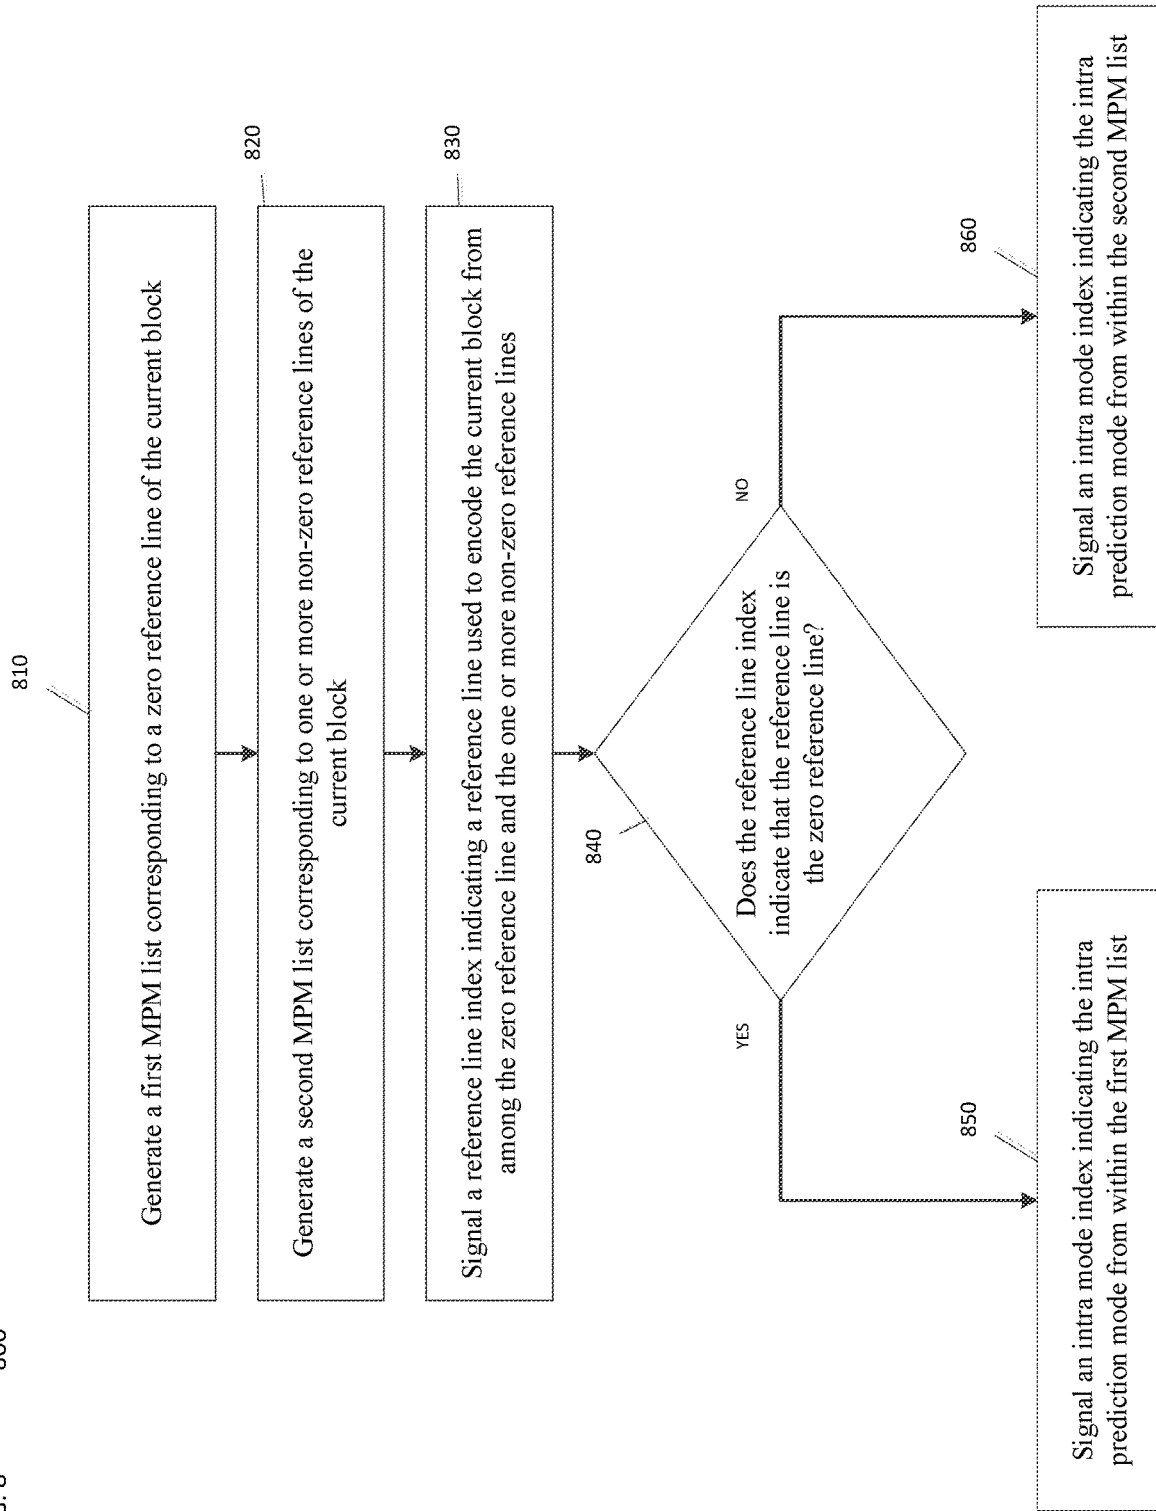 810
Generate a first MPM list corresponding to a zero reference line of the current block
820
Generate a second MPM list corresponding to one or more non-zero reference lines of the
current block
830
Signal a reference line index indicating a reference line used to encode the current block from
among the zero reference line and the one or more non-zero reference lines
840
Does the reference line index
indicate that the reference line is
the zero reference line?
YES
NO
850
Signal an intra mode index indicating the intra
prediction mode from within the first MPM list
860
Signal an intra mode index indicating the intra
prediction mode from within the second MPM list